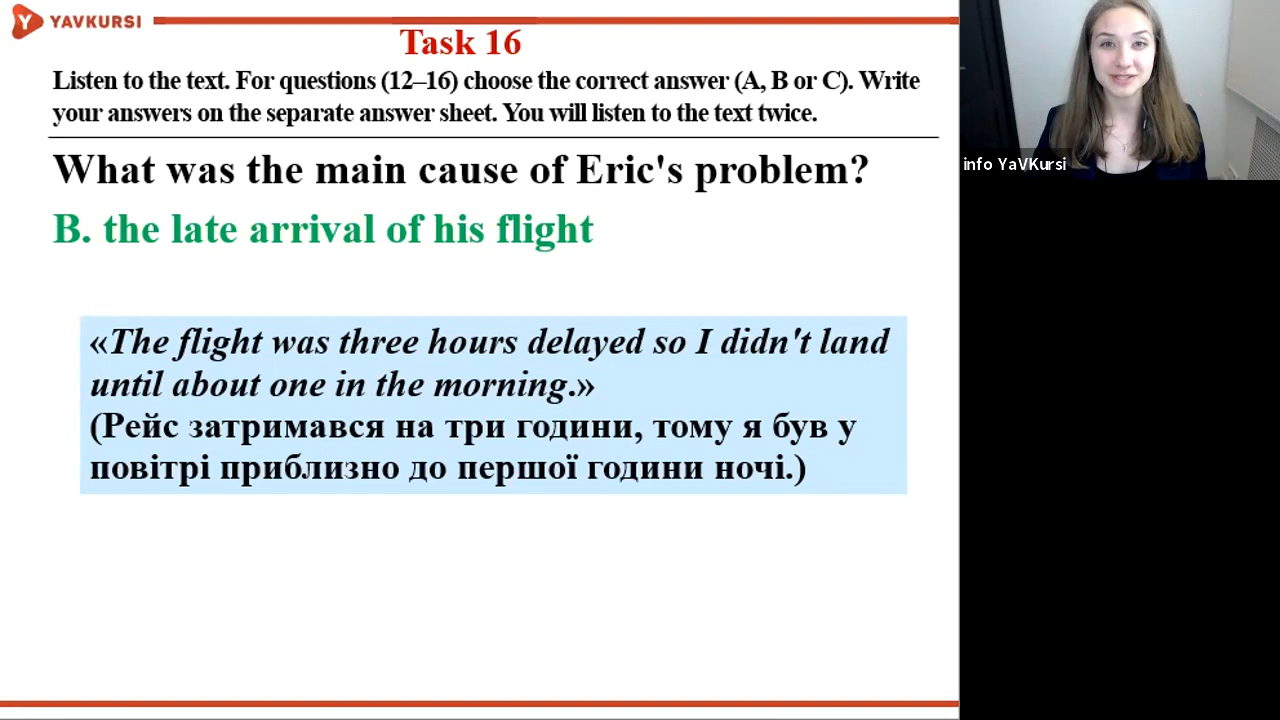 YAVKURSI
Task 16
Listen to the text. For questions (12–16) choose the correct answer (A, B or C). Write
your answers on the separate answer sheet. You will listen to the text twice.
What was the main cause of Eric's problem?
B. the late arrival of his flight
«The flight was three hours delayed so I didn't land
until about one in the morning.»
(Рейс затримався на три години, тому я був у
повітрі приблизно до першої години ночі.)
info YaVKursi